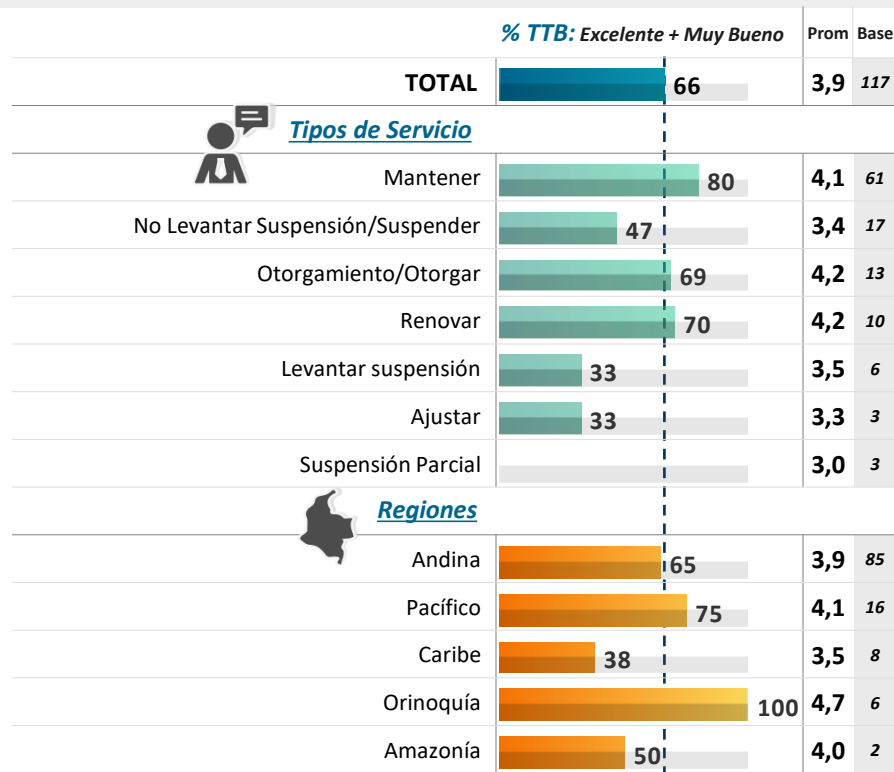 % TTB: Excelente + Muy Bueno Prom Base
TOTAL 66 3,9 117
Tipos de Servicio
Mantener 80 4,1 61
No Levantar Suspensión/Suspender 47 3,4 17
Otorgamiento/Otorgar 69 4,2 13
Renovar 70 4,2 10
Levantar suspensión 33 3,5 6
Ajustar 33 3,3 3
Suspensión Parcial 3,0 3
Regiones
Andina 65 3,9 85
Pacífico 75 4,1 16
Caribe 38 3,5 8
Orinoquía 100 4,7 6
Amazonía 50 4,0 2